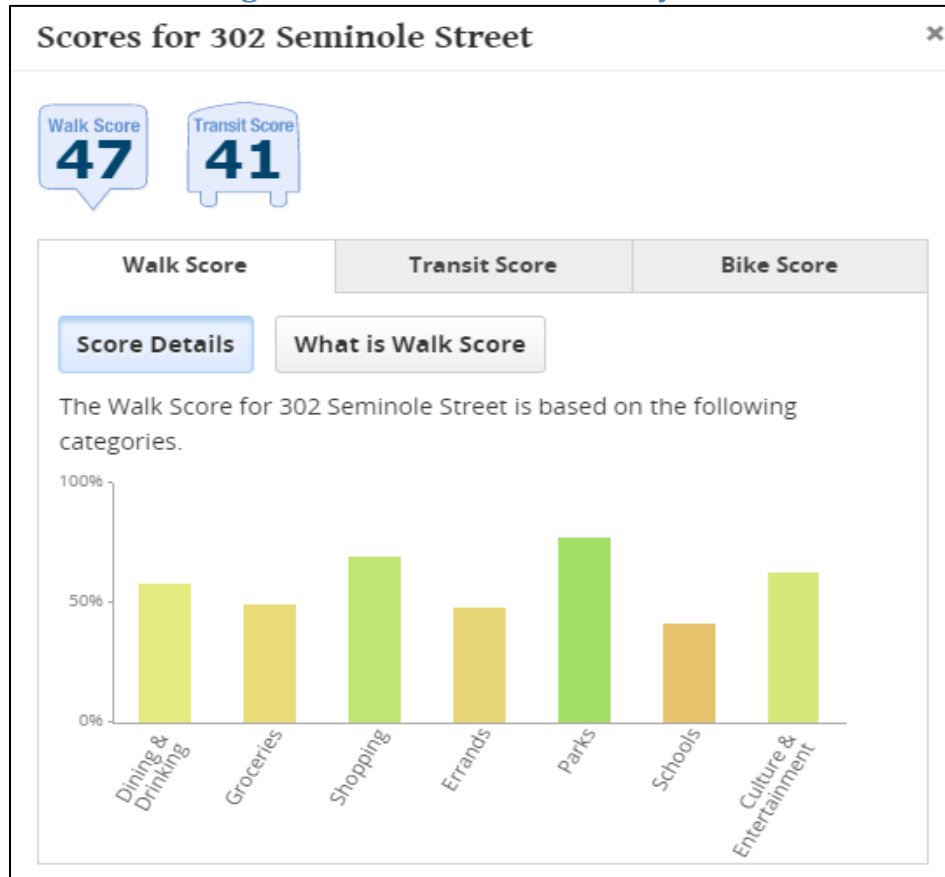 Scores for 302 Seminole Street
×
Walk Score
47
Transit Score
41
Walk Score
Transit Score
Bike Score
Score Details
What is Walk Score
The Walk Score for 302 Seminole Street is based on the following
categories.
100%
50%
0%
Dining &
Drinking
Groceries
Shopping
Errands
Parks
Schools
Culture &
Entertainment